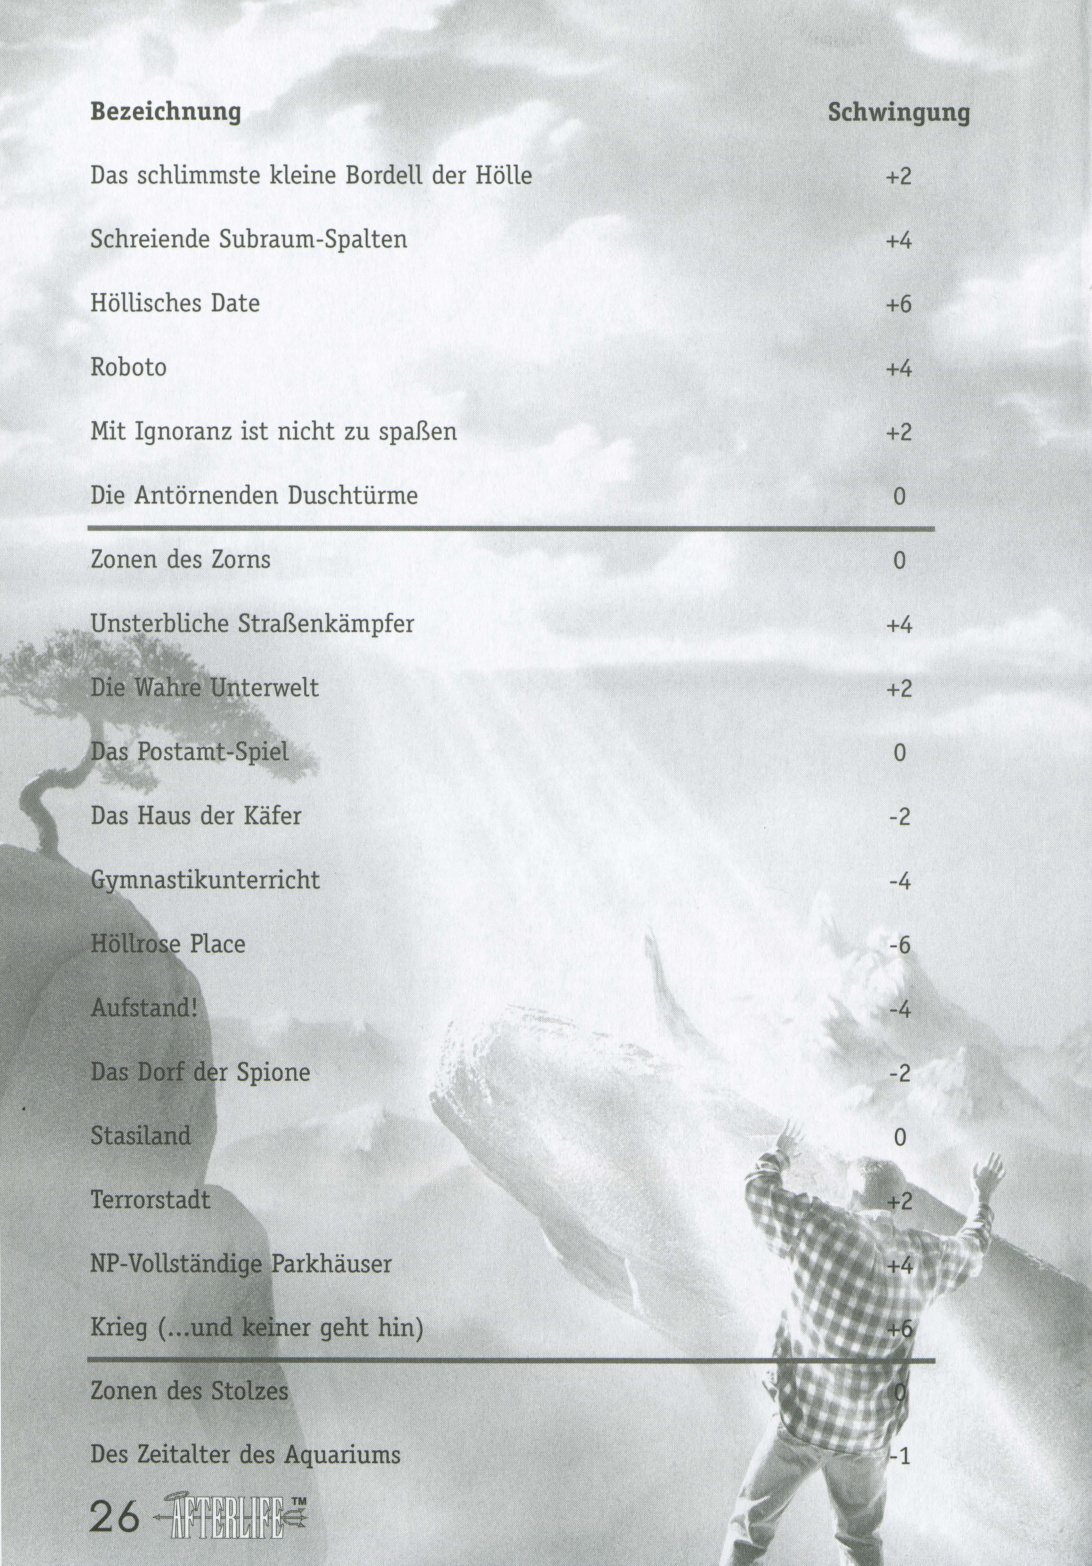 Bezeichnung Schwingung
Das schlimmste kleine Bordell der Hölle +2
Schreiende Subraum-Spalten +4
Höllisches Date +6
Roboto +4
Mit Ignoranz ist nicht zu spaßen +2
Die Antörnenden Duschtürme 0
Zonen des Zorns 0
Unsterbliche Straßenkämpfer +4
Die Wahre Unterwelt +2
Das Postamt-Spiel 0
Das Haus der Käfer -2
Gymnastikunterricht -4
Höllrose Place -6
Aufstand! -4
Das Dorf der Spione -2
Stasiland 0
Terrorstadt +2
NP-Vollständige Parkhäuser +4
Krieg (...und keiner geht hin) +6
Zonen des Stolzes 0
Des Zeitalter des Aquariums -1
26 AFTERLIFE™